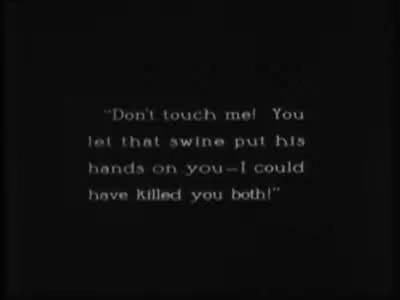 "Don't touch me! You
let that swine put his
hands on you—I could
have killed you both!"